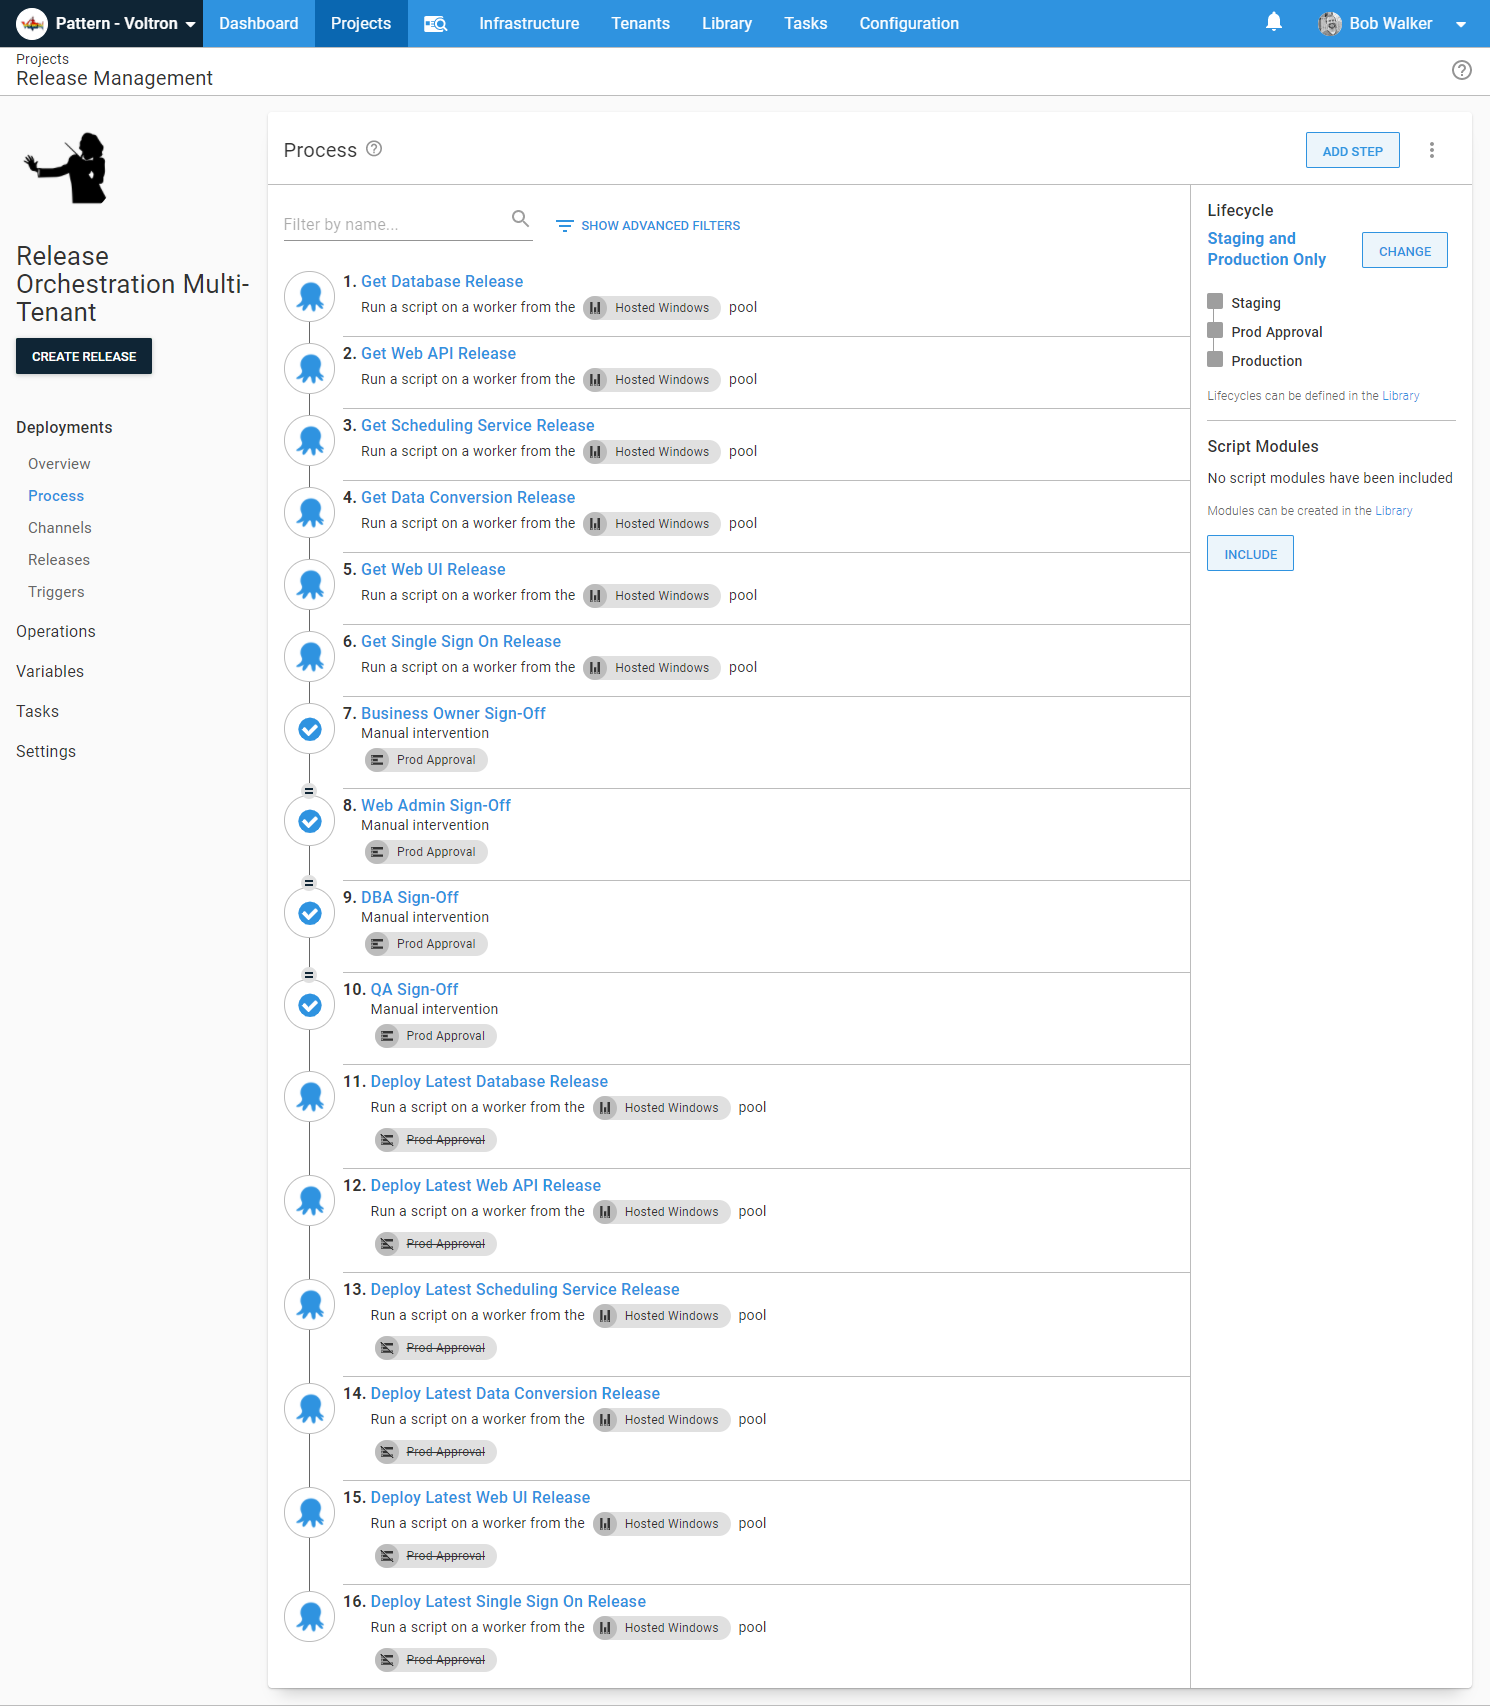 Pattern - Voltron
Dashboard
Projects
Infrastructure
Tenants
Library
Tasks
Configuration
Bob Walker
Projects
Release Management
Release
Orchestration Multi-
Tenant
CREATE RELEASE
Deployments
Overview
Process
Channels
Releases
Triggers
Operations
Variables
Tasks
Settings
Process
ADD STEP
Filter by name...
SHOW ADVANCED FILTERS
1. Get Database Release
Run a script on a worker from the Hosted Windows pool
2. Get Web API Release
Run a script on a worker from the Hosted Windows pool
3. Get Scheduling Service Release
Run a script on a worker from the Hosted Windows pool
4. Get Data Conversion Release
Run a script on a worker from the Hosted Windows pool
5. Get Web UI Release
Run a script on a worker from the Hosted Windows pool
6. Get Single Sign On Release
Run a script on a worker from the Hosted Windows pool
7. Business Owner Sign-Off
Manual intervention
Prod Approval
8. Web Admin Sign-Off
Manual intervention
Prod Approval
9. DBA Sign-Off
Manual intervention
Prod Approval
10. QA Sign-Off
Manual intervention
Prod Approval
11. Deploy Latest Database Release
Run a script on a worker from the Hosted Windows pool
Prod Approval
12. Deploy Latest Web API Release
Run a script on a worker from the Hosted Windows pool
Prod Approval
13. Deploy Latest Scheduling Service Release
Run a script on a worker from the Hosted Windows pool
Prod Approval
14. Deploy Latest Data Conversion Release
Run a script on a worker from the Hosted Windows pool
Prod Approval
15. Deploy Latest Web UI Release
Run a script on a worker from the Hosted Windows pool
Prod Approval
16. Deploy Latest Single Sign On Release
Run a script on a worker from the Hosted Windows pool
Prod Approval
Lifecycle
Staging and
Production Only
CHANGE
Staging
Prod Approval
Production
Lifecycles can be defined in the Library
Script Modules
No script modules have been included
Modules can be created in the Library
INCLUDE